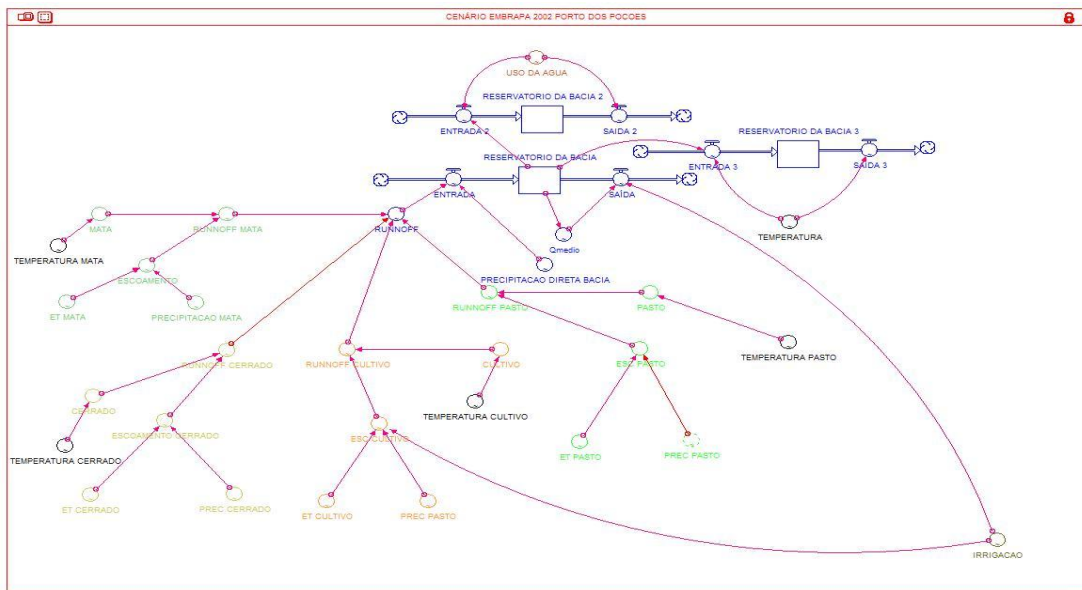 CENÁRIO EMBRAPA 2002 PORTO DOS POCOES
USO DA AGUA
RESERVATORIO DA BACIA 2
ENTRADA 2
SAIDA 2
RESERVATORIO DA BACIA 3
ENTRADA 3
SAIDA 3
RESERVATORIO DA BACIA
ENTRADA
SAÍDA
MATA
RUNNOFF MATA
RUNNOFF
TEMPERATURA
TEMPERATURA MATA
Qmedio
ESCOAMENTO
PRECIPITACAO DIRETA BACIA
ET MATA
PRECIPITACAO MATA
RUNNOFF PASTO
PASTO
TEMPERATURA PASTO
RUNNOFF CERRADO
RUNNOFF CULTIVO
CULTIVO
ESC PASTO
CERRADO
TEMPERATURA CULTIVO
ESCOAMENTO CERRADO
ESC CULTIVO
TEMPERATURA CERRADO
ET PASTO
PREC PASTO
ET CERRADO
PREC CERRADO
ET CULTIVO
PREC PASTO
IRRIGACAO